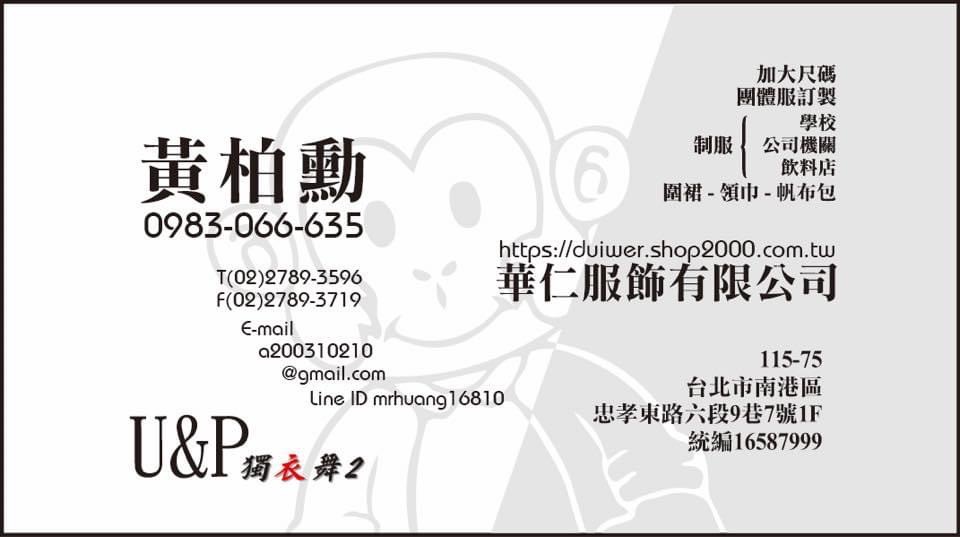 黃柏勳
0983-066-635
T(02)2789-3596
F(02)2789-3719
E-mail
a200310210
@gmail.com
Line ID mrhuang16810
U&P獨衣舞2
加大尺碼
團體服訂製
制服
學校
公司機關
飲料店
圍裙 - 領巾 - 帆布包
https://duiwer.shop2000.com.tw
華仁服飾有限公司
115-75
台北市南港區
忠孝東路六段9巷7號1F
統編16587999
6